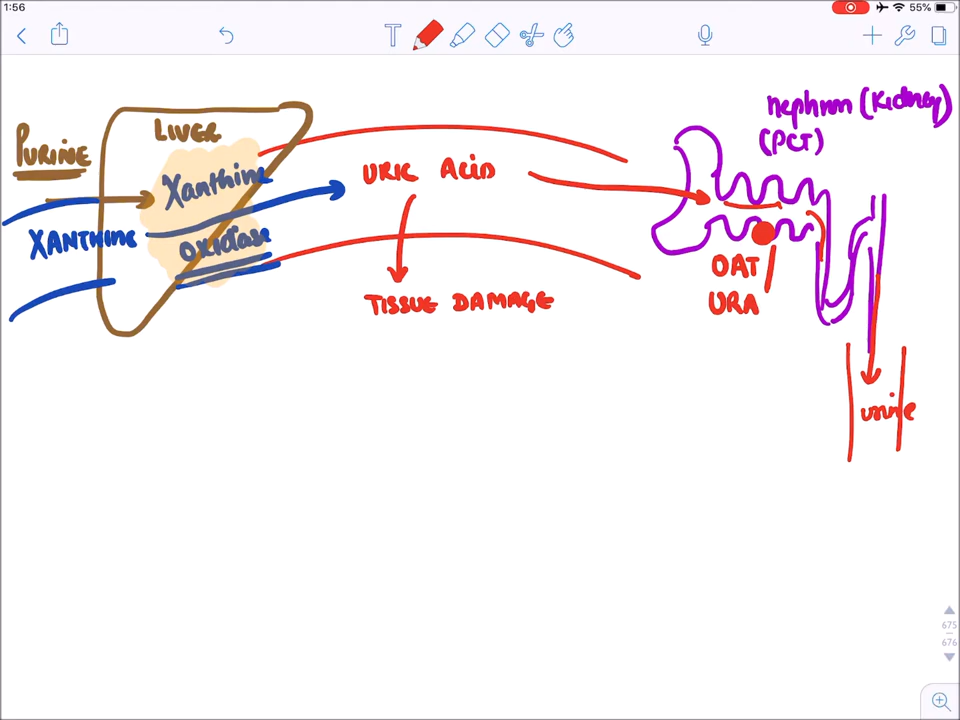 1:56
55%
T
nephron (Kidney)
(PCT)
LIVER
PURINE
Xanthine
URIC ACID
XANTHINE
OXIDASE
OAT
URA
TISSUE DAMAGE
urine
675
676